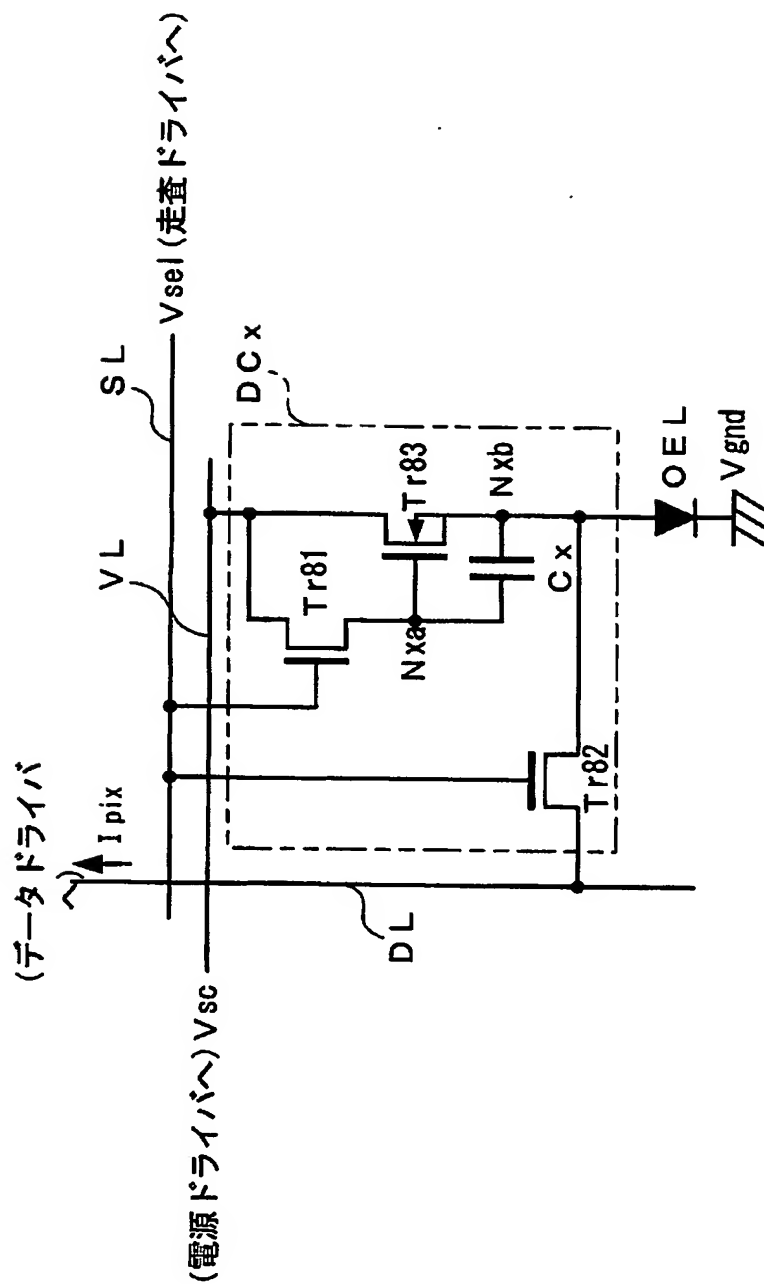 (データドライバへ)
Ipix
Vsel(走査ドライバへ)
SL
VL
(電源ドライバへ)Vsc
DCx
Tr81
Tr83
Nxa
Nxb
Cx
Tr82
DL
OEL
Vgnd